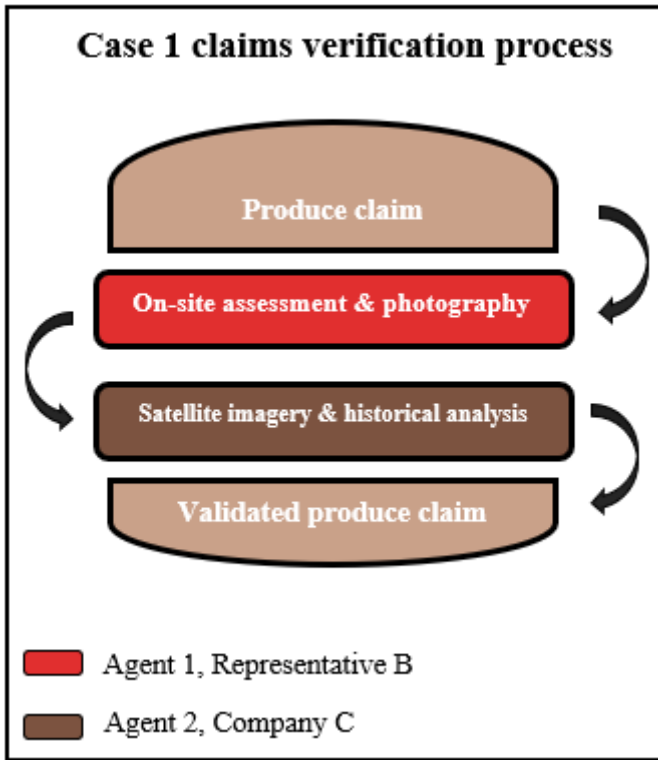 Case 1 claims verification process
Produce claim
On-site assessment & photography
Satellite imagery & historical analysis
Validated produce claim
Agent 1, Representative B
Agent 2, Company C